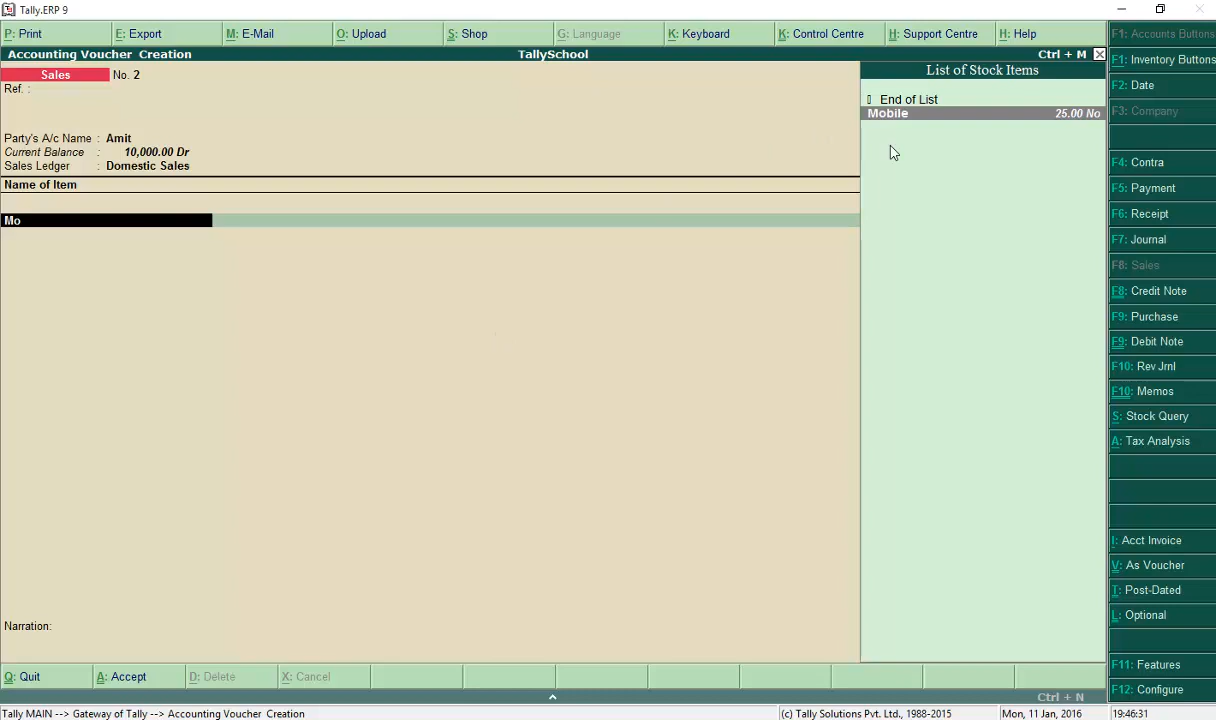 Tally.ERP 9
P: Print E: Export M: E-Mail O: Upload S: Shop G: Language K: Keyboard K: Control Centre H: Support Centre H: Help
Accounting Voucher Creation TallySchool Ctrl + M
Sales No. 2
Ref. :
Party's A/c Name : Amit
Current Balance : 10,000.00 Dr
Sales Ledger : Domestic Sales
Name of Item
Mo
Narration:
List of Stock Items
End of List
Mobile 25.00 No
F1: Accounts Buttons
F1: Inventory Buttons
F2: Date
F3: Company
F4: Contra
F5: Payment
F6: Receipt
F7: Journal
F8: Sales
F8: Credit Note
F9: Purchase
F9: Debit Note
F10: Rev Jrnl
F10: Memos
S: Stock Query
A: Tax Analysis
I: Acct Invoice
V: As Voucher
T: Post-Dated
L: Optional
F11: Features
F12: Configure
Q: Quit A: Accept D: Delete X: Cancel
Ctrl + N
Tally MAIN --> Gateway of Tally --> Accounting Voucher Creation (c) Tally Solutions Pvt. Ltd., 1988-2015 Mon, 11 Jan, 2016 19:46:31